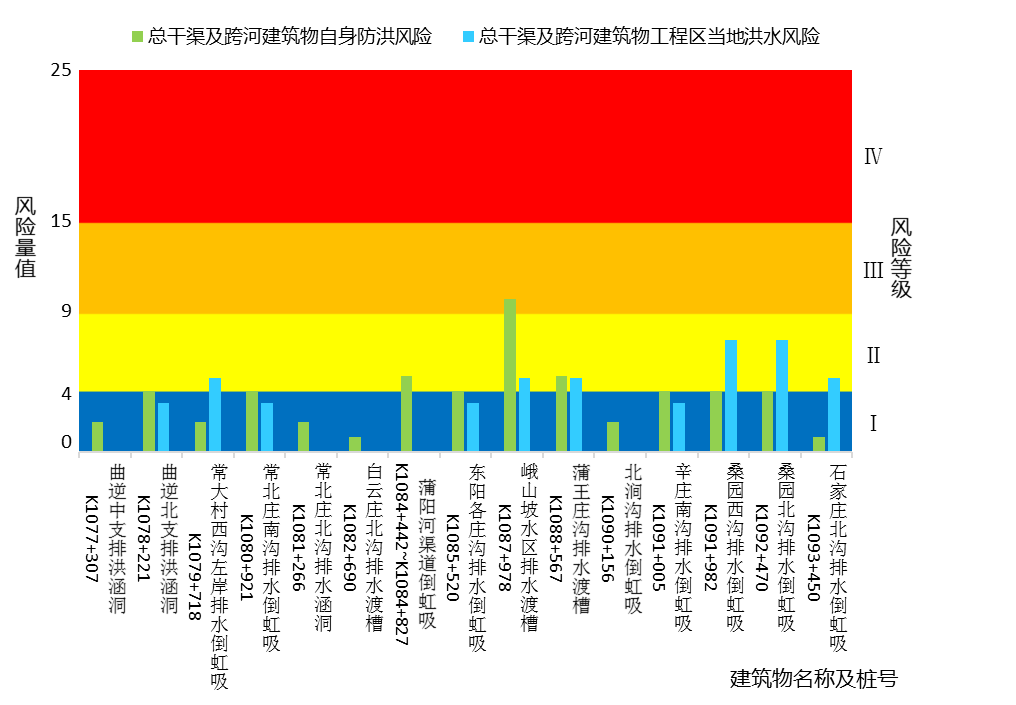 总干渠及跨河建筑物自身防洪风险
总干渠及跨河建筑物工程区当地洪水风险
25
15
9
4
0
风险量值
Ⅳ
Ⅲ
Ⅱ
Ⅰ
风险等级
曲逆中支排洪涵洞
K1077+307
曲逆北支排洪涵洞
K1078+221
常大村西沟左岸排水倒虹吸
K1079+718
常北庄南沟排水倒虹吸
K1080+921
常北庄北沟排水涵洞
K1081+266
白云庄北沟排水渡槽
K1082+690
蒲阳河渠道倒虹吸
K1084+442~K1084+827
东阳各庄沟排水倒虹吸
K1085+520
峨山坡水区排水渡槽
K1087+978
蒲王庄沟排水渡槽
K1088+567
北涧沟排水倒虹吸
K1090+156
辛庄南沟排水倒虹吸
K1091+005
桑园西沟排水倒虹吸
K1091+982
桑园北沟排水倒虹吸
K1092+470
石家庄北沟排水倒虹吸
K1093+450
建筑物名称及桩号